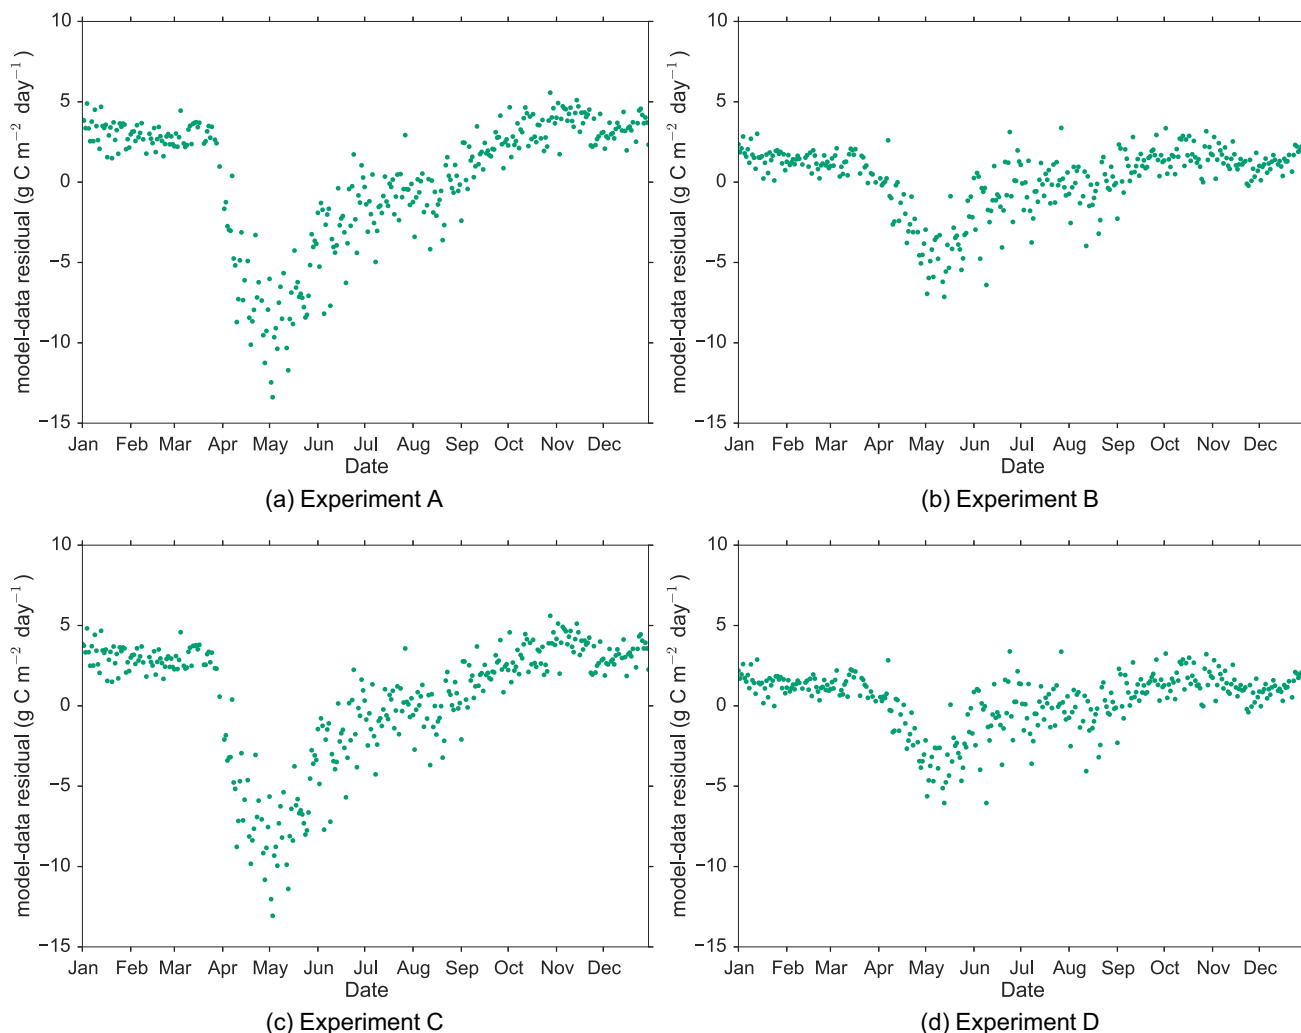 10
5
0
−5
−10
−15
model-data residual (g C m⁻² day⁻¹)
Jan Feb Mar Apr May Jun Jul Aug Sep Oct Nov Dec
Date
(a) Experiment A
10
5
0
−5
−10
−15
model-data residual (g C m⁻² day⁻¹)
Jan Feb Mar Apr May Jun Jul Aug Sep Oct Nov Dec
Date
(b) Experiment B
10
5
0
−5
−10
−15
model-data residual (g C m⁻² day⁻¹)
Jan Feb Mar Apr May Jun Jul Aug Sep Oct Nov Dec
Date
(c) Experiment C
10
5
0
−5
−10
−15
model-data residual (g C m⁻² day⁻¹)
Jan Feb Mar Apr May Jun Jul Aug Sep Oct Nov Dec
Date
(d) Experiment D